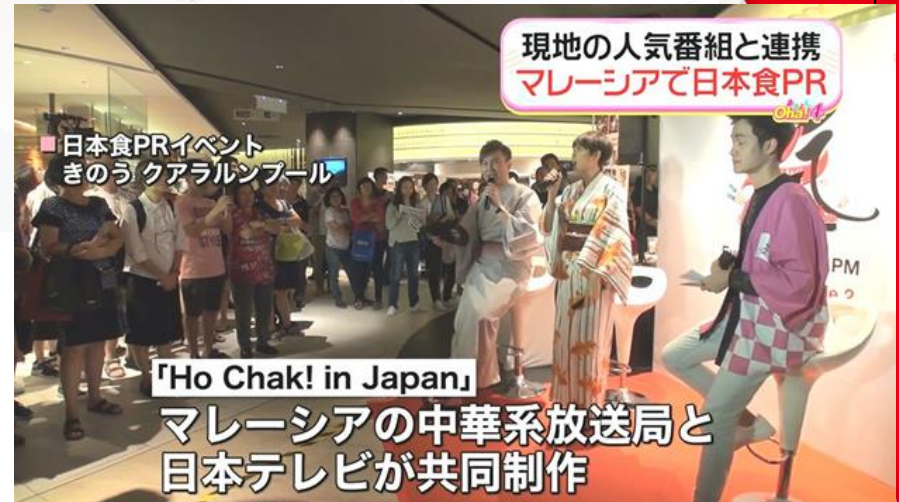 現地の人気番組と連携
マレーシアで日本食PR
Oha!4
日本食PRイベント
きのう クアラルンプール
PM
「Ho Chak! in Japan」
マレーシアの中華系放送局と
日本テレビが共同制作